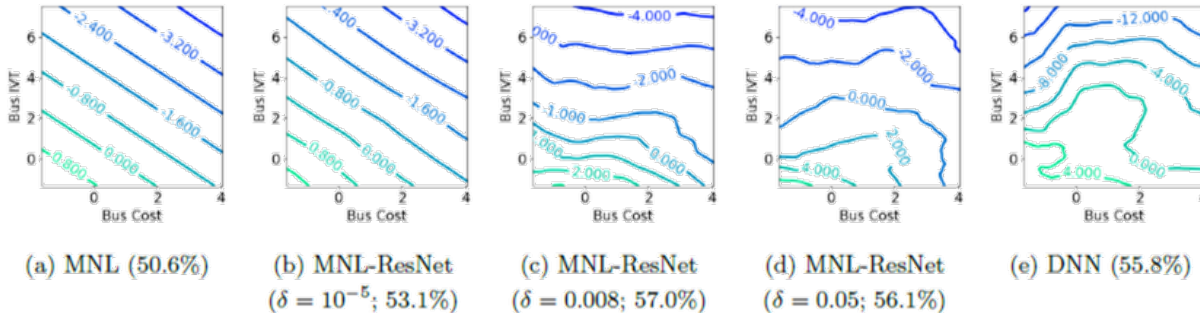 6
4
2
0
Bus IVT
-2.400
-3.200
-0.800
-1.600
0.800
0.000
0 2 4
Bus Cost
6
4
2
0
Bus IVT
.400
-3.200
-0.800
-1.600
0.800
0.000
0 2 4
Bus Cost
6
4
2
0
Bus IVT
-4.000
.000
-2.000
-1.000
.000
0.000
2.000
0 2 4
Bus Cost
6
4
2
0
Bus IVT
-4.000
-2.000
0.000
2.000
4.000
0 2 4
Bus Cost
6
4
2
0
Bus IVT
-12.000
-8.000
-4.000
0.000
4.000
0 2 4
Bus Cost
(a) MNL (50.6%)
(b) MNL-ResNet
(δ = 10⁻⁵; 53.1%)
(c) MNL-ResNet
(δ = 0.008; 57.0%)
(d) MNL-ResNet
(δ = 0.05; 56.1%)
(e) DNN (55.8%)